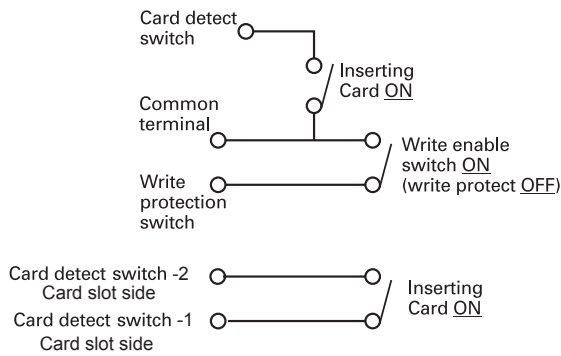 Card detect
switch
Inserting
Card ON
Common
terminal
Write enable
switch ON
(write protect OFF)
Write
protection
switch
Card detect switch -2
Card slot side
Inserting
Card ON
Card detect switch -1
Card slot side